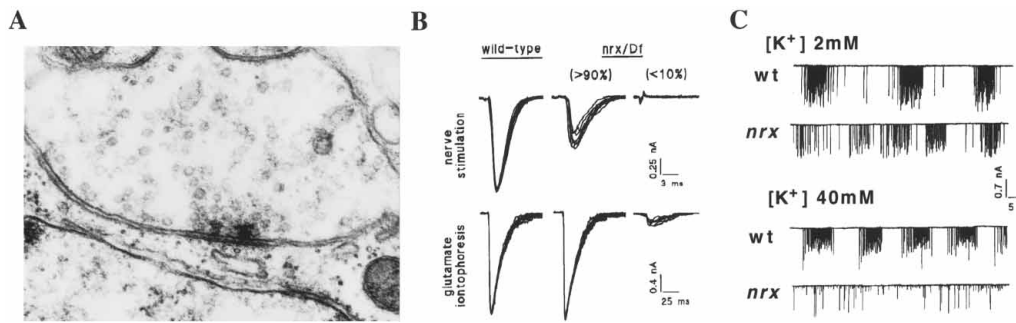 A
B
wild-type nrx/Df
(>90%) (<10%)
nerve
stimulation
0.25 nA
3 ms
glutamate
iontophoresis
0.4 nA
25 ms
C
[K⁺] 2mM
wt
nrx
0.7 nA
5
[K⁺] 40mM
wt
nrx